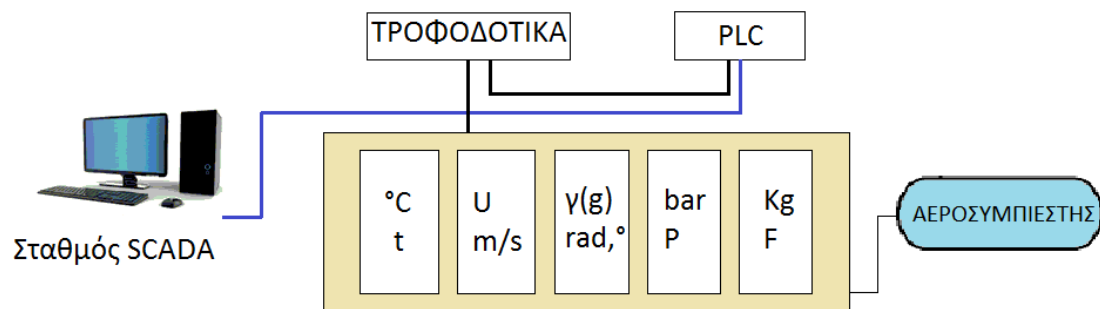 ΤΡΟΦΟΔΟΤΙΚΑ
PLC
Σταθμός SCADA
°C
t
U
m/s
γ(g)
rad,°
bar
P
Kg
F
ΑΕΡΟΣΥΜΠΙΕΣΤΗΣ